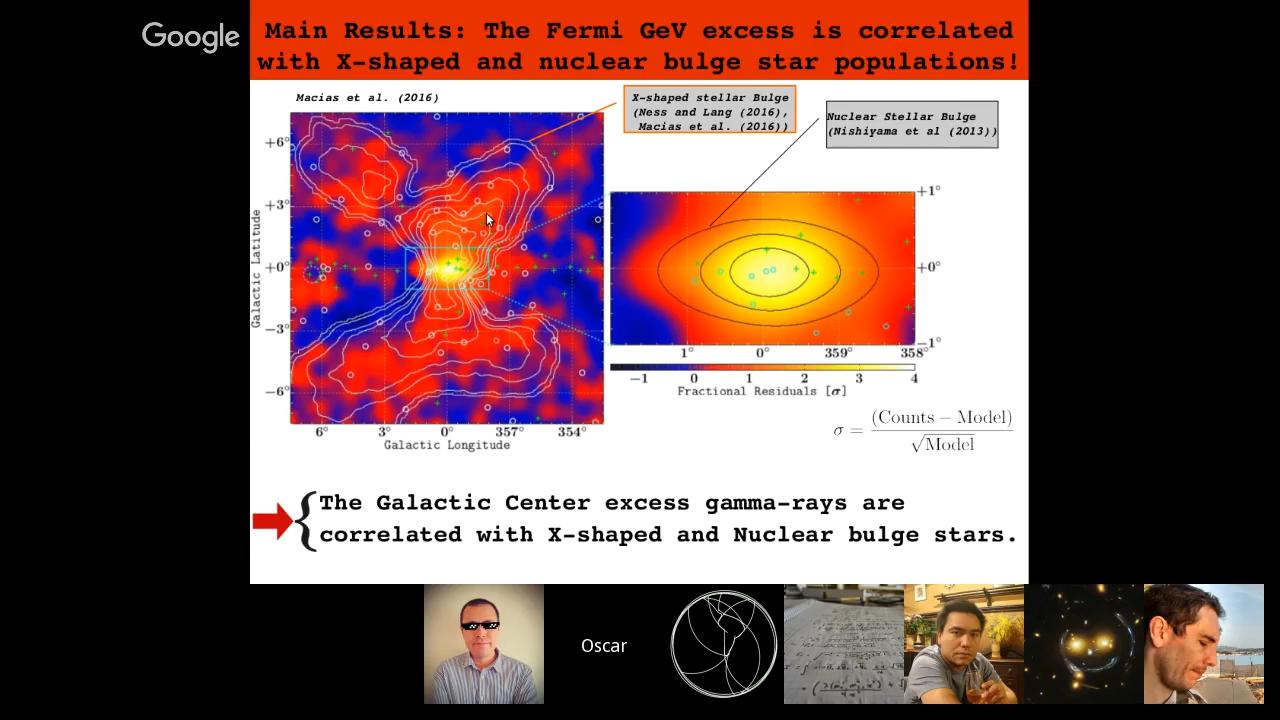 Google
Main Results: The Fermi GeV excess is correlated
with X-shaped and nuclear bulge star populations!
Macias et al. (2016)
X-shaped stellar Bulge
(Ness and Lang (2016),
Macias et al. (2016))
Nuclear Stellar Bulge
(Nishiyama et al (2013))
Galactic Latitude
+6°
+3°
+0°
−3°
−6°
6° 3° 0° 357° 354°
Galactic Longitude
+1°
+0°
−1°
1° 0° 359° 358°
−1 0 1 2 3 4
Fractional Residuals [σ]
σ = (Counts − Model) / √Model
The Galactic Center excess gamma-rays are
correlated with X-shaped and Nuclear bulge stars.
Oscar